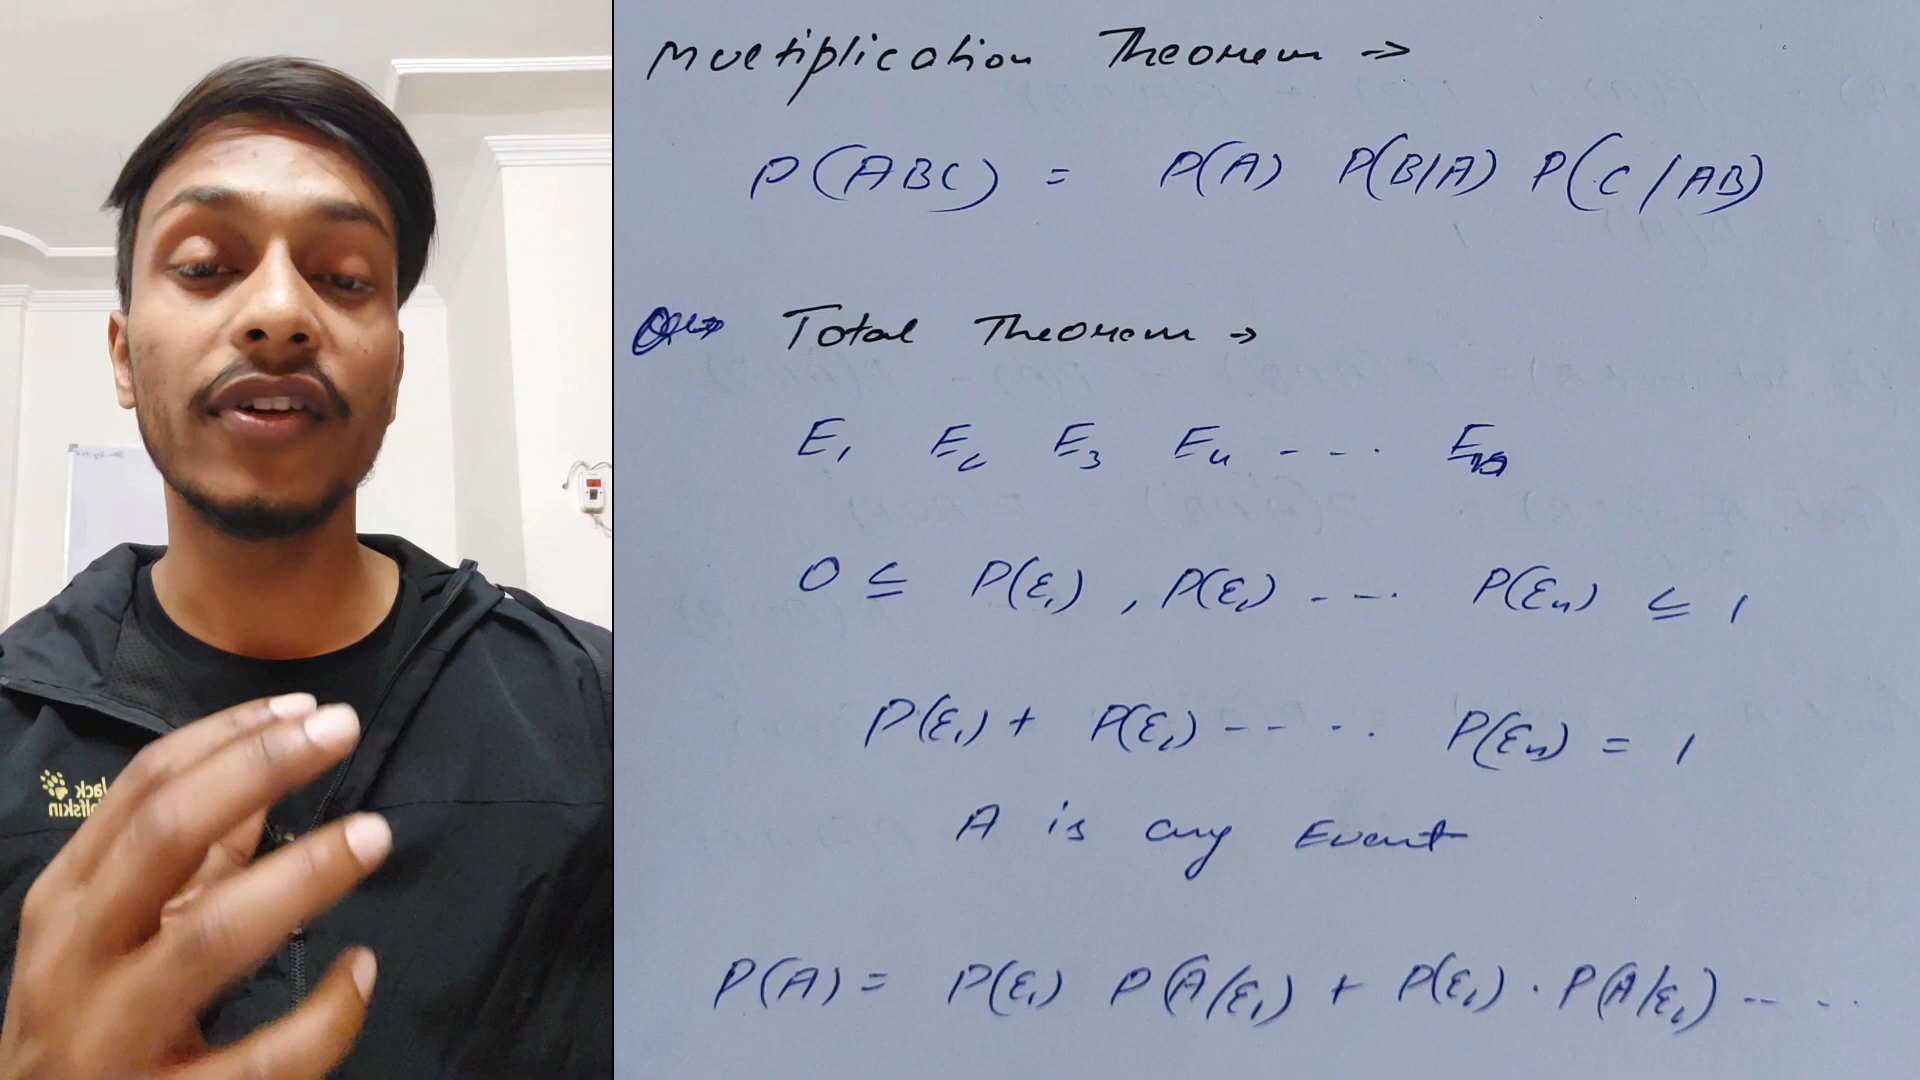 Multiplication Theorem →
P(ABC) = P(A) P(B/A) P(C/AB)
Total Theorem →
E1 E2 E3 E4 - - - . En
0 ≤ P(E1) , P(E2) - - - . P(En) ≤ 1
P(E1) + P(E2) - - - - . P(En) = 1
A is any Event
P(A) = P(E1) P(A/E1) + P(E2) . P(A/E2) - - - -
Jack
Wolfskin